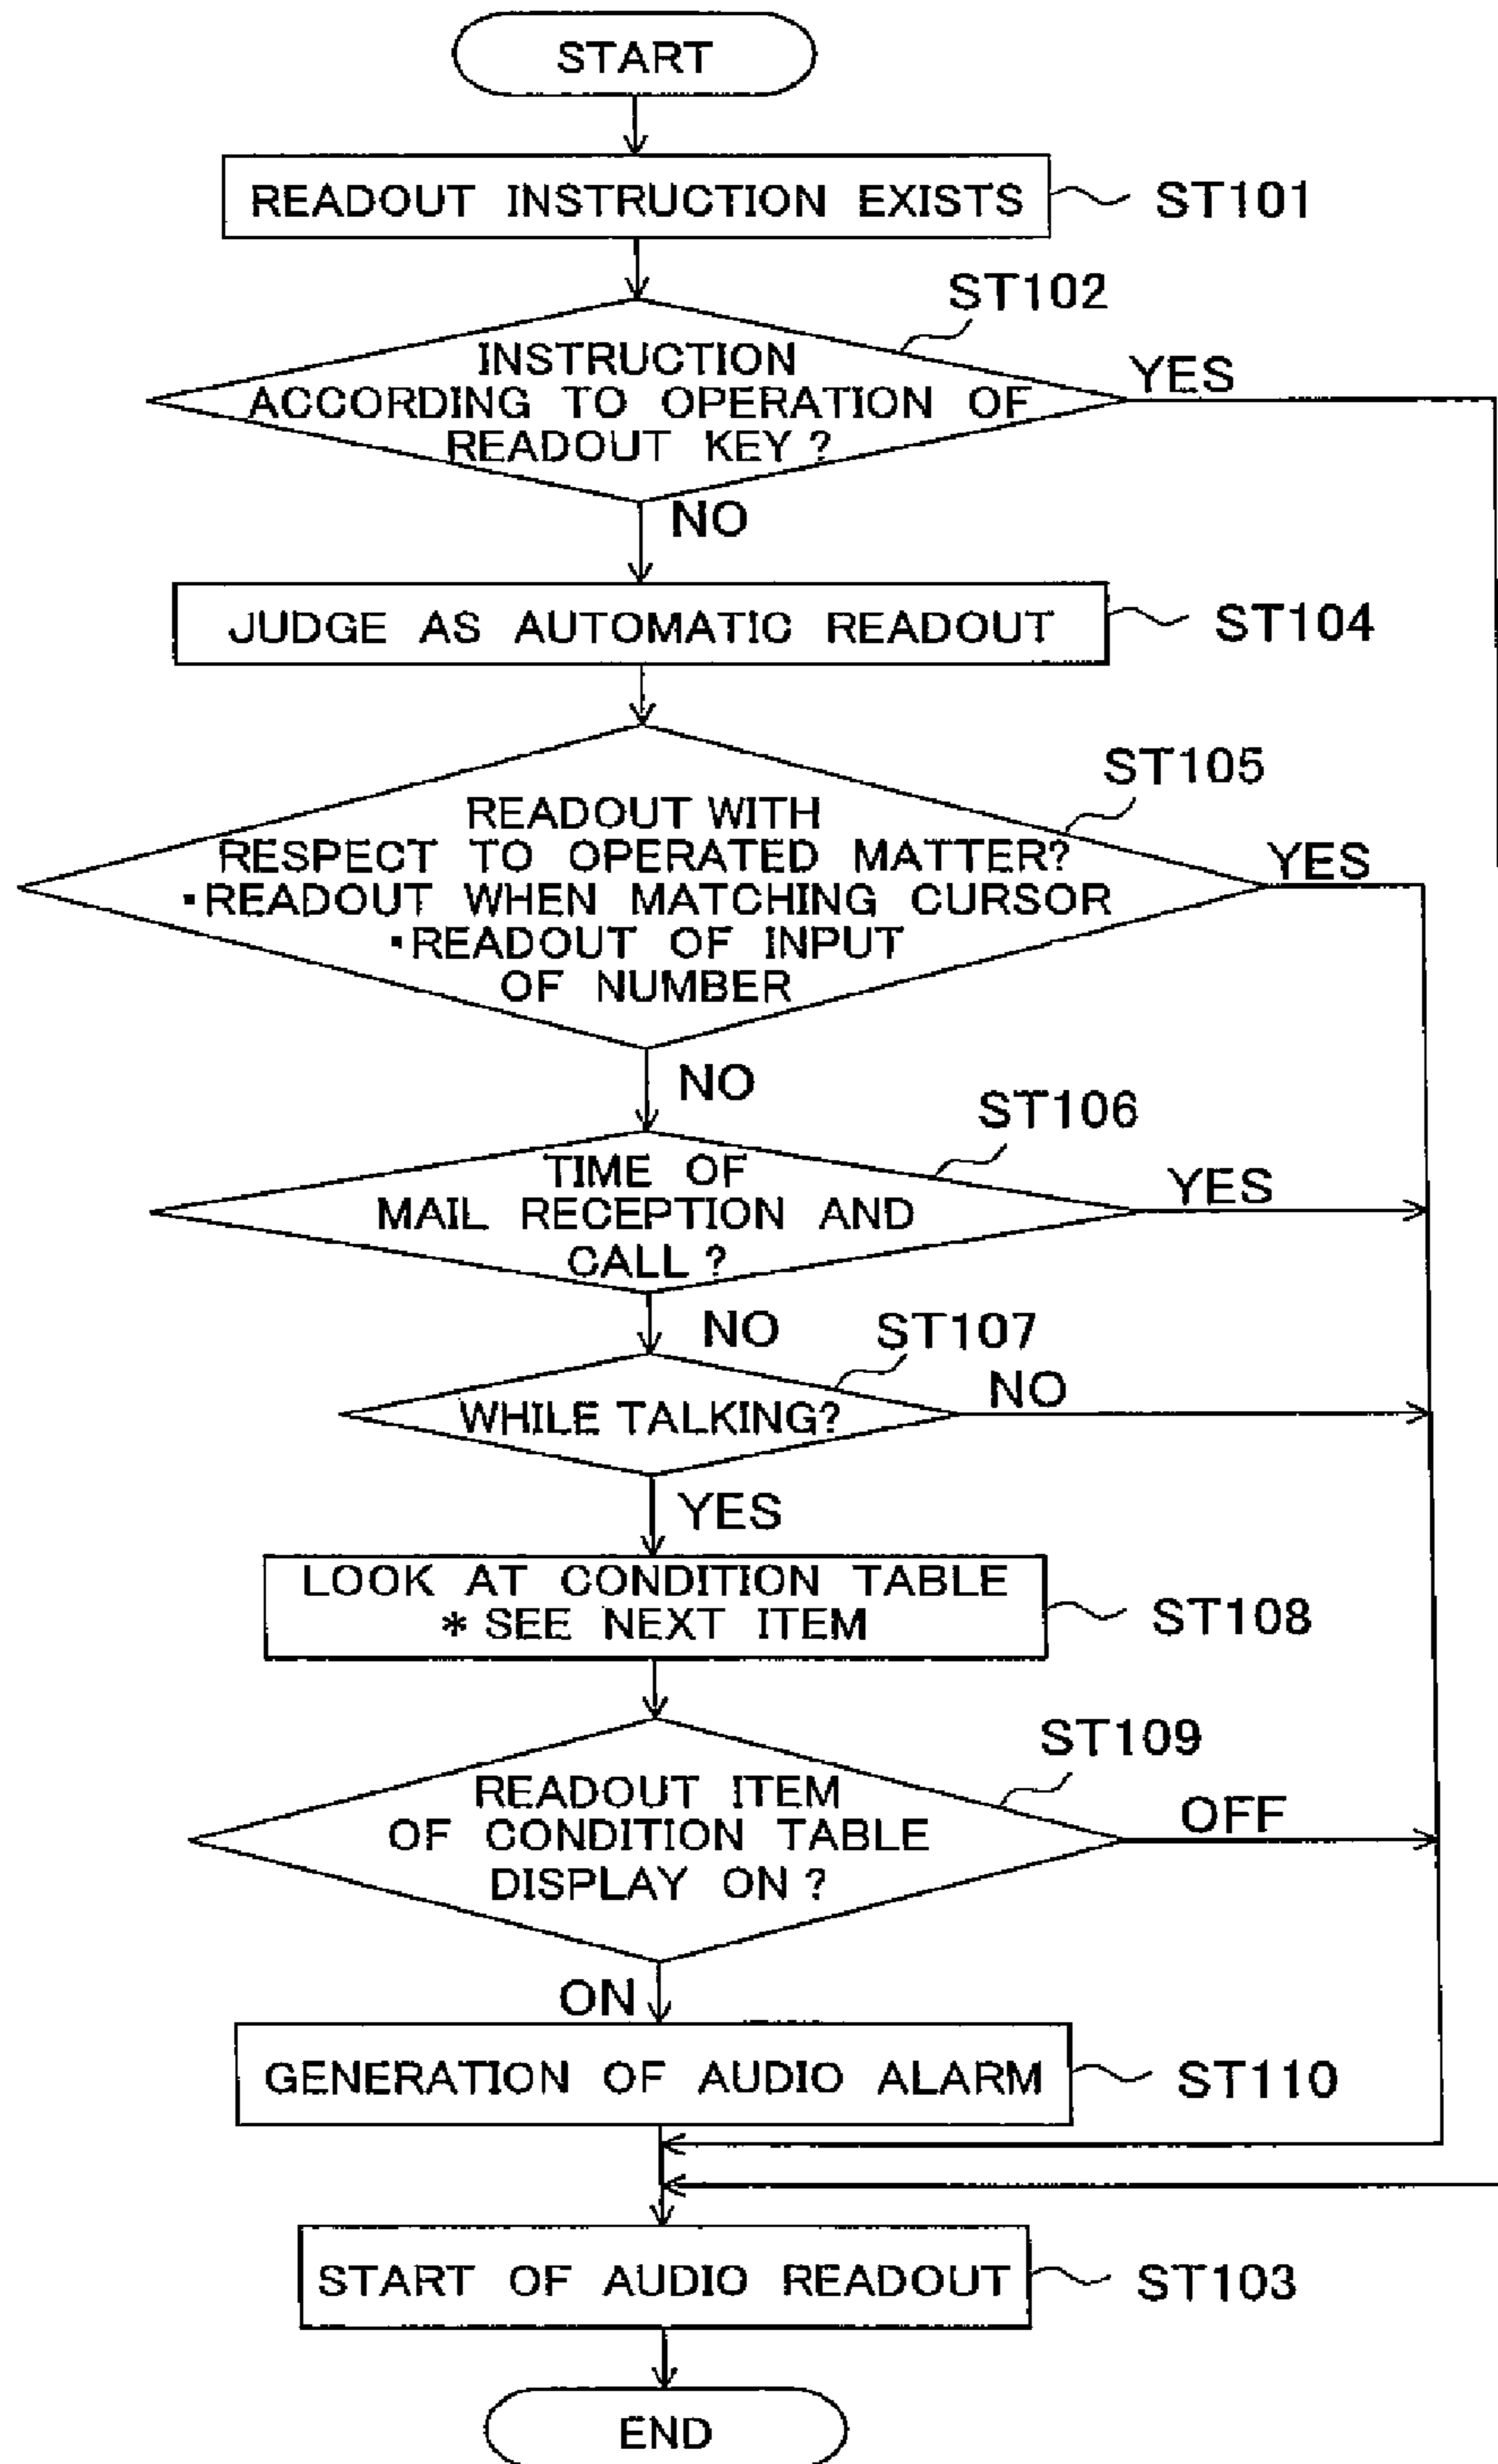 START
READOUT INSTRUCTION EXISTS
ST101
ST102
INSTRUCTION
ACCORDING TO OPERATION OF
READOUT KEY?
YES
NO
JUDGE AS AUTOMATIC READOUT
ST104
ST105
READOUT WITH
RESPECT TO OPERATED MATTER?
▪READOUT WHEN MATCHING CURSOR
▪READOUT OF INPUT
OF NUMBER
YES
NO
ST106
TIME OF
MAIL RECEPTION AND
CALL?
YES
NO
ST107
WHILE TALKING?
NO
YES
LOOK AT CONDITION TABLE
* SEE NEXT ITEM
ST108
ST109
READOUT ITEM
OF CONDITION TABLE
DISPLAY ON?
OFF
ON
GENERATION OF AUDIO ALARM
ST110
START OF AUDIO READOUT
ST103
END